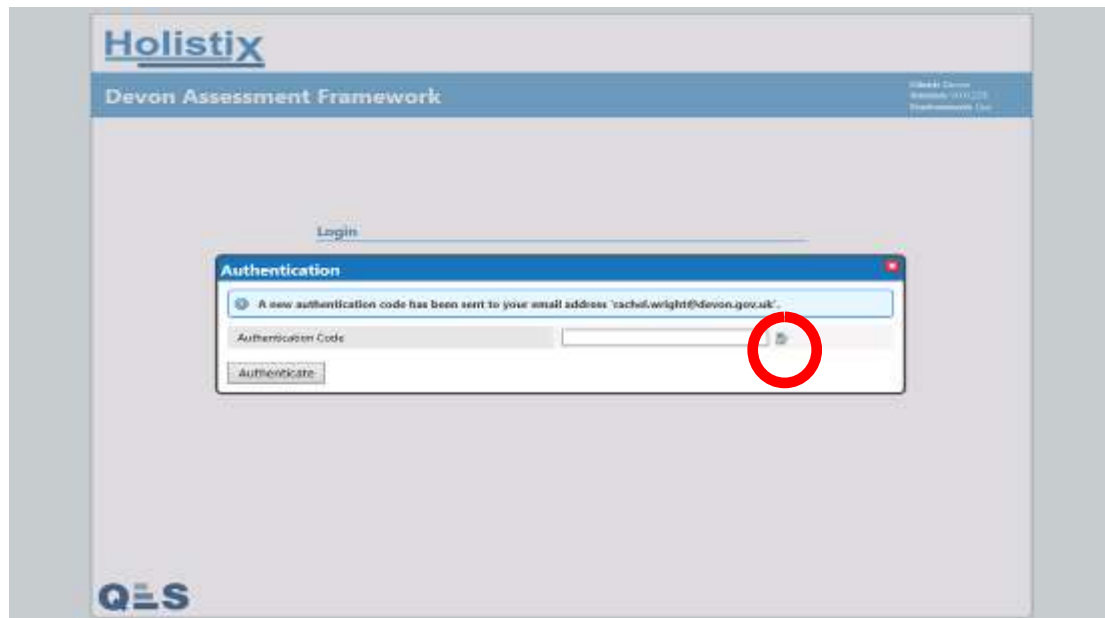 Holistix
Devon Assessment Framework
Login
Authentication
A new authentication code has been sent to your email address 'rachel.wright@devon.gov.uk'.
Authentication Code
Authenticate
QES